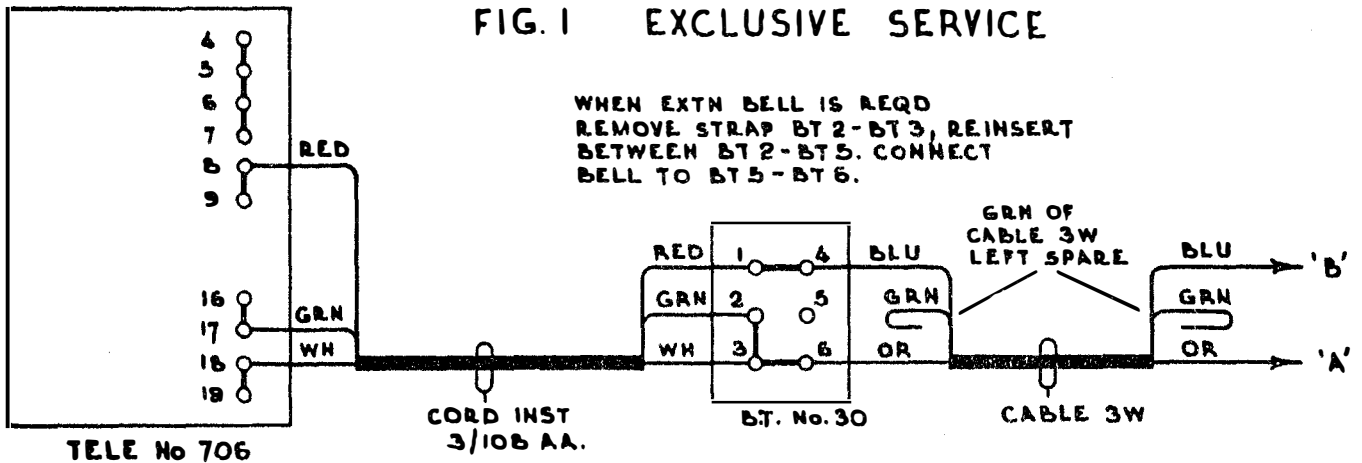 FIG. 1 EXCLUSIVE SERVICE
WHEN EXTN BELL IS REQD
REMOVE STRAP BT 2-BT 3, REINSERT
BETWEEN BT 2-BT 5. CONNECT
BELL TO BT 5-BT 6.
4
5
6
7
8
9
16
17
18
19
RED
GRN
WH
TELE No 706
CORD INST
3/108 AA.
RED
GRN
WH
1
2
3
4
5
6
B.T. No. 30
BLU
GRN
OR
GRN OF
CABLE 3W
LEFT SPARE
CABLE 3W
BLU
GRN
OR
'B'
'A'